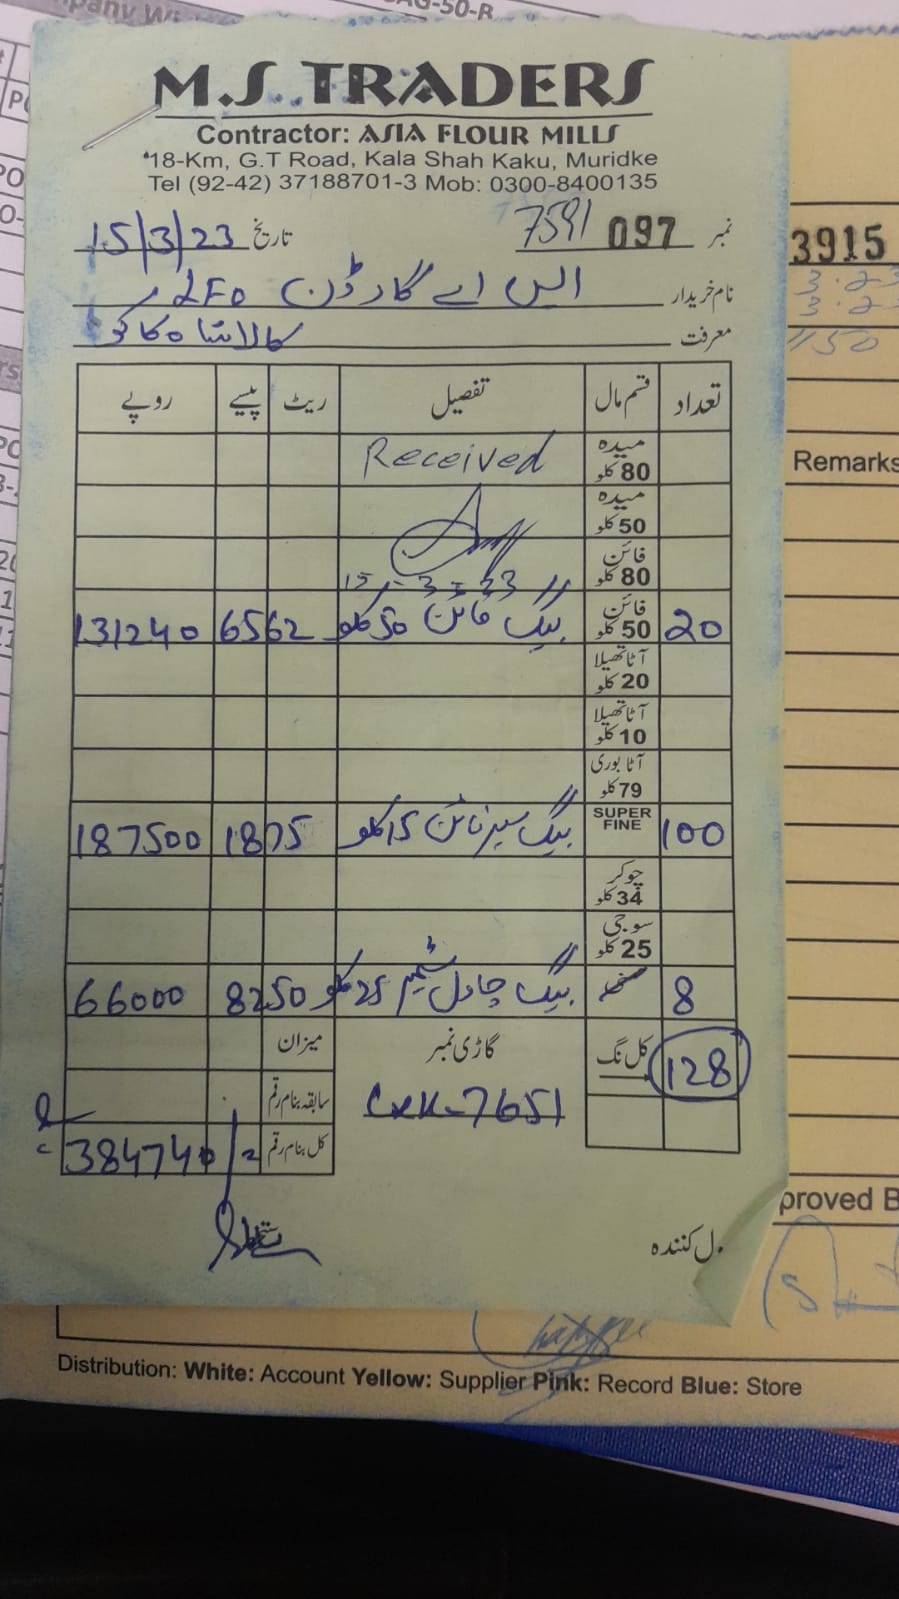 M.S TRADERS
Contractor: ASIA FLOUR MILLS
18-Km, G.T Road, Kala Shah Kaku, Muridke
Tel (92-42) 37188701-3 Mob: 0300-8400135
نمبر 097 7591 تاریخ 15/3/23
نام خریدار ایس اے گارڈن
معرفت کالا شاہ کاکو
تعداد قسم مال تفصیل ریٹ پیسے روپے
میدہ 80 کلو Received
میدہ 50 کلو
فائن 80 کلو 15-3-23
20 فائن 50 کلو بیگ فائن 50 کلو 6562 131240
آٹا تھیلا 20 کلو
آٹا تھیلا 10 کلو
آٹا بوری 79 کلو
100 SUPER FINE بیگ سپر فائن 15 کلو 1875 187500
چوکر 34 کلو
سوجی 25 کلو
8 بیگ چاول 25 کلو 8250 66000
128 کل نگ گاڑی نمبر میزان
7651 سابقہ بنام رقم
کل بنام رقم 384740/=
دستخط
کنندہ
AG-50-R
3915
Remarks
proved B
Distribution: White: Account Yellow: Supplier Pink: Record Blue: Store